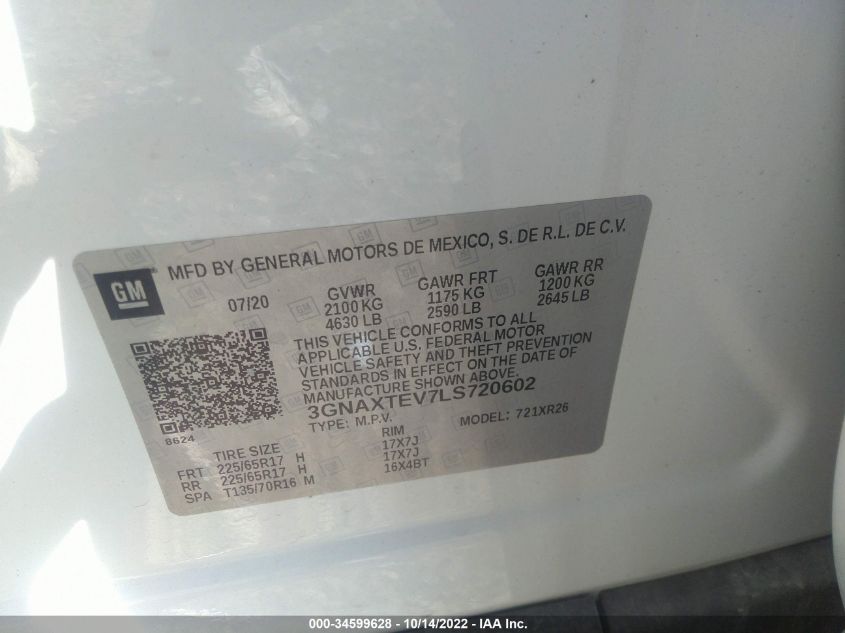 GM
MFD BY GENERAL MOTORS DE MEXICO, S. DE R.L. DE C.V.
07/20 GVWR GAWR FRT GAWR RR
2100 KG 1175 KG 1200 KG
4630 LB 2590 LB 2645 LB
THIS VEHICLE CONFORMS TO ALL
APPLICABLE U.S. FEDERAL MOTOR
VEHICLE SAFETY AND THEFT PREVENTION
STANDARDS IN EFFECT ON THE DATE OF
MANUFACTURE SHOWN ABOVE.
3GNAXTEV7LS720602
TYPE: M.P.V. MODEL: 721XR26
8624
TIRE SIZE RIM
FRT 225/65R17 H 17X7J
RR 225/65R17 H 17X7J
SPA T135/70R16 M 16X4BT
000-34599628 - 10/14/2022 - IAA Inc.